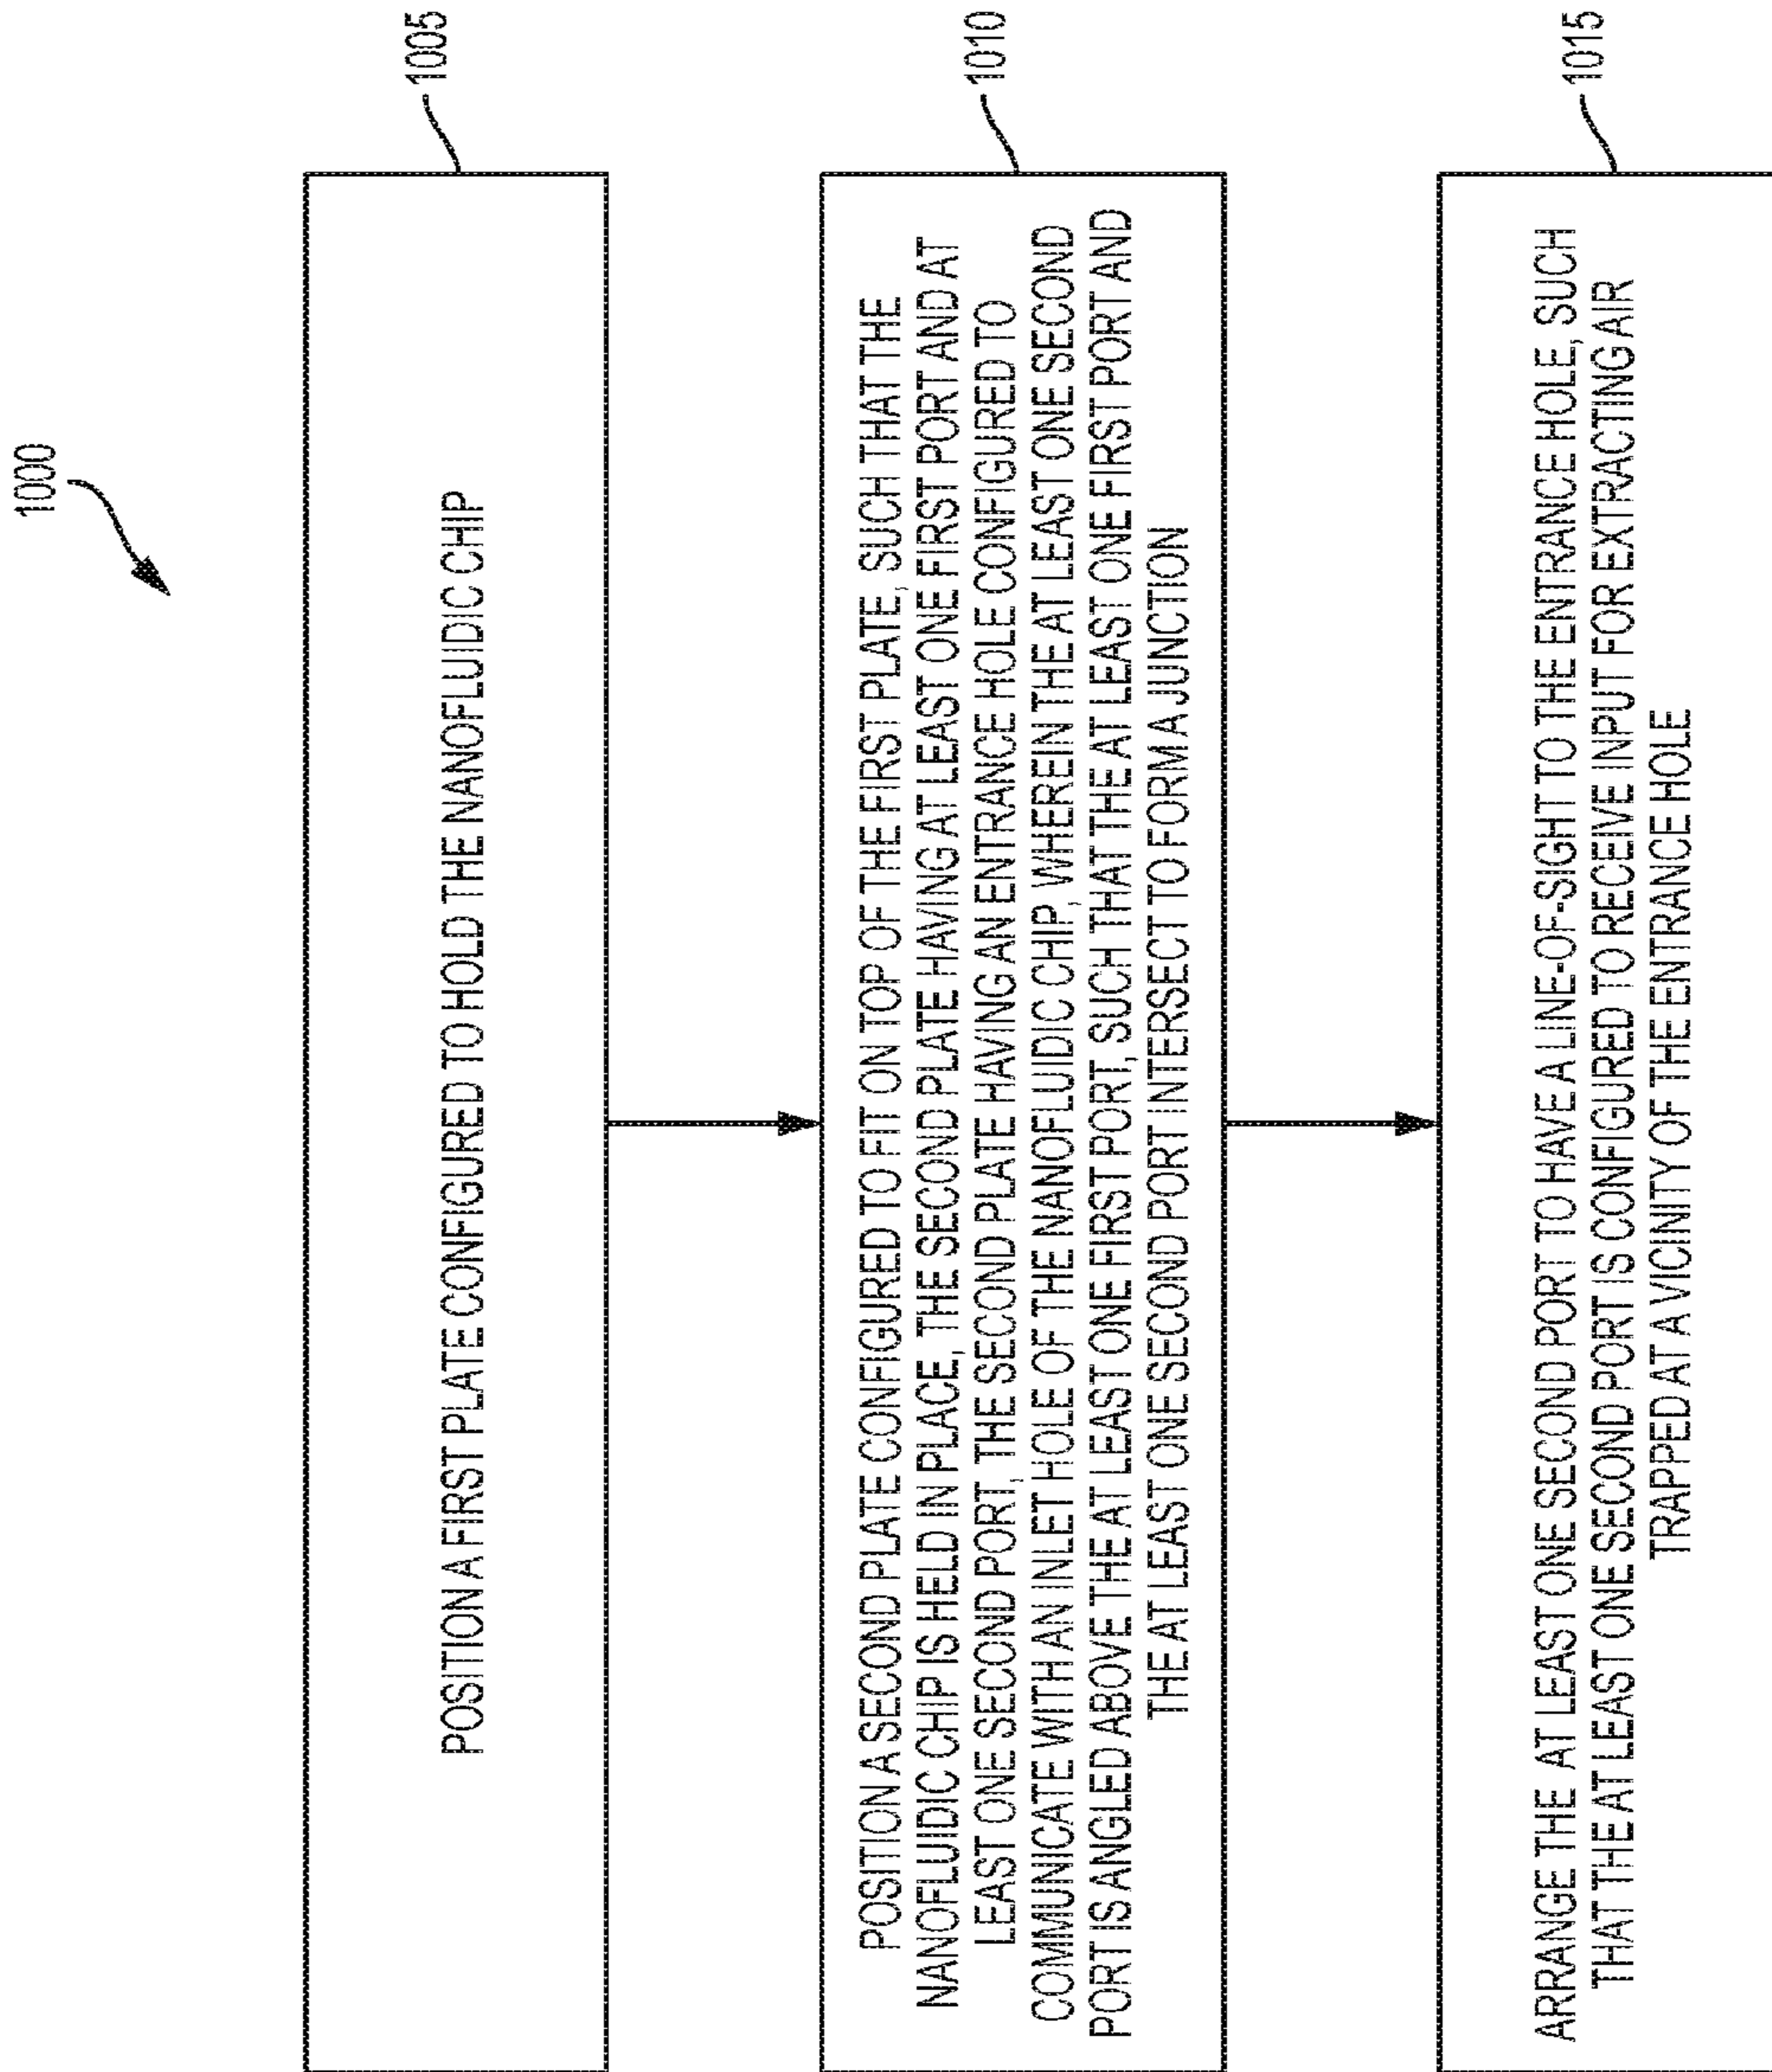 1000
1005
POSITION A FIRST PLATE CONFIGURED TO HOLD THE NANOFLUIDIC CHIP
1010
POSITION A SECOND PLATE CONFIGURED TO FIT ON TOP OF THE FIRST PLATE, SUCH THAT THE
NANOFLUIDIC CHIP IS HELD IN PLACE, THE SECOND PLATE HAVING AT LEAST ONE FIRST PORT AND AT
LEAST ONE SECOND PORT, THE SECOND PLATE HAVING AN ENTRANCE HOLE CONFIGURED TO
COMMUNICATE WITH AN INLET HOLE OF THE NANOFLUIDIC CHIP, WHEREIN THE AT LEAST ONE SECOND
PORT IS ANGLED ABOVE THE AT LEAST ONE FIRST PORT, SUCH THAT THE AT LEAST ONE FIRST PORT AND
THE AT LEAST ONE SECOND PORT INTERSECT TO FORM A JUNCTION
1015
ARRANGE THE AT LEAST ONE SECOND PORT TO HAVE A LINE-OF-SIGHT TO THE ENTRANCE HOLE, SUCH
THAT THE AT LEAST ONE SECOND PORT IS CONFIGURED TO RECEIVE INPUT FOR EXTRACTING AIR
TRAPPED AT A VICINITY OF THE ENTRANCE HOLE